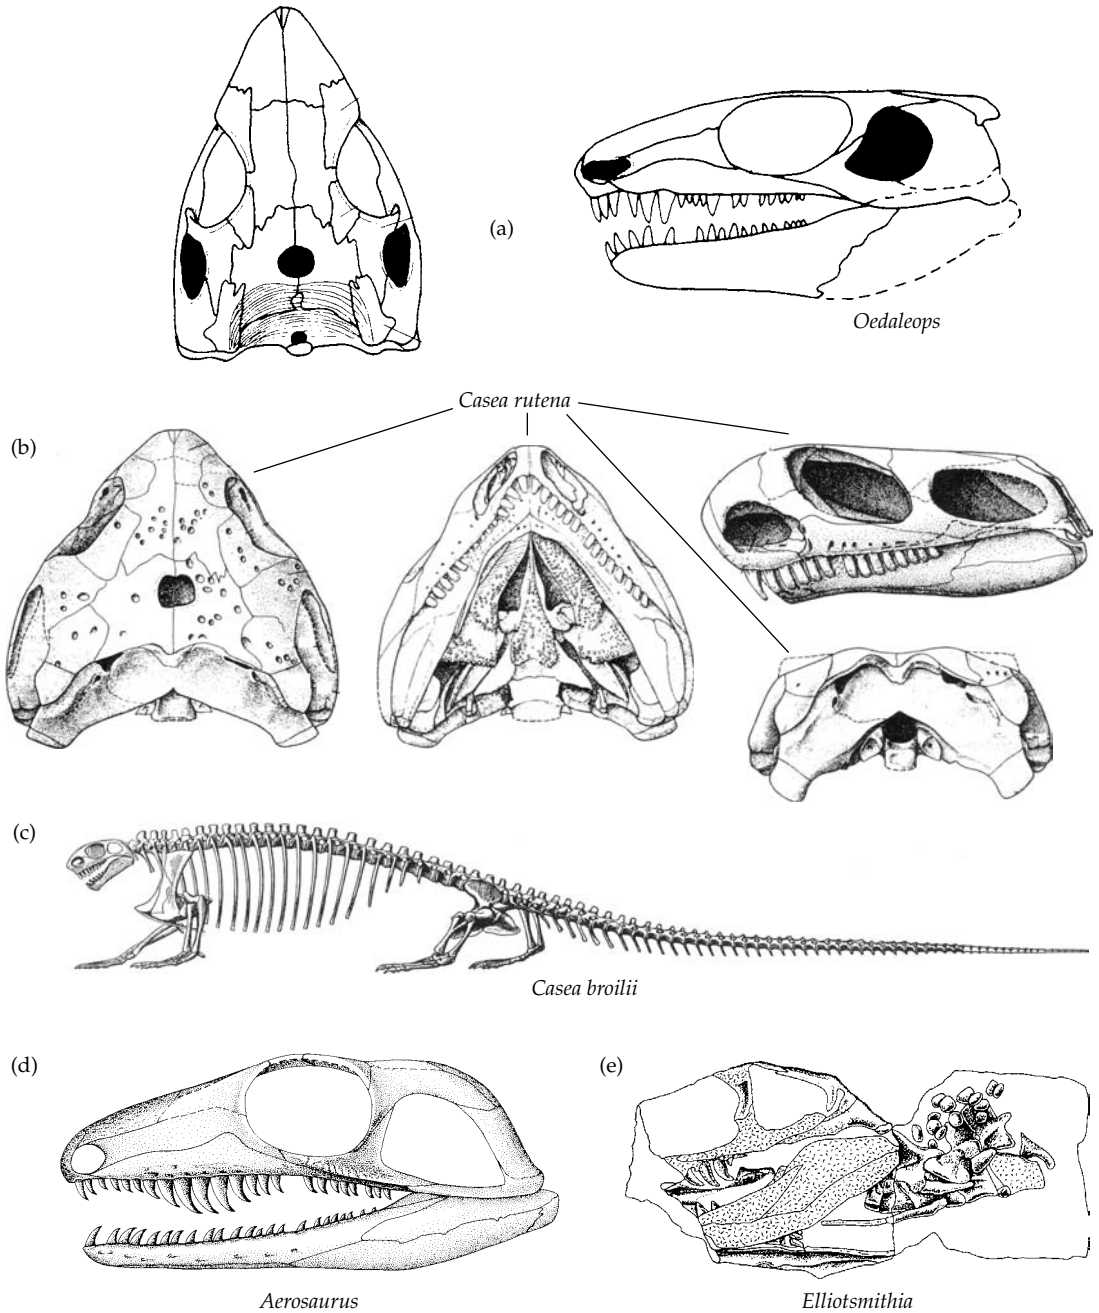 (a)
Oedaleops
Casea rutena
(b)
(c)
Casea broilii
(d)
(e)
Aerosaurus
Elliotsmithia